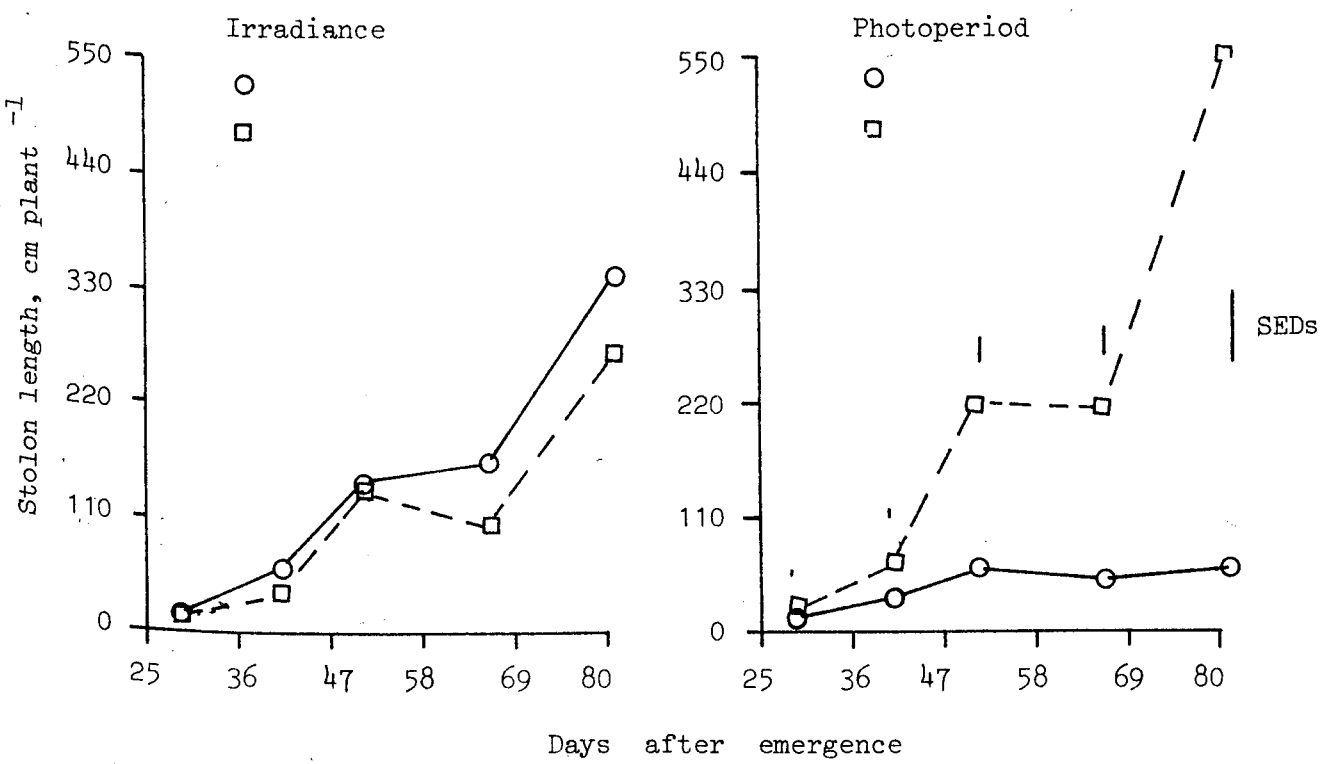 Irradiance
Stolon length, cm plant -1
550
440
330
220
110
0
25 36 47 58 69 80
Photoperiod
550
440
330
220
110
0
25 36 47 58 69 80
SEDs
Days after emergence